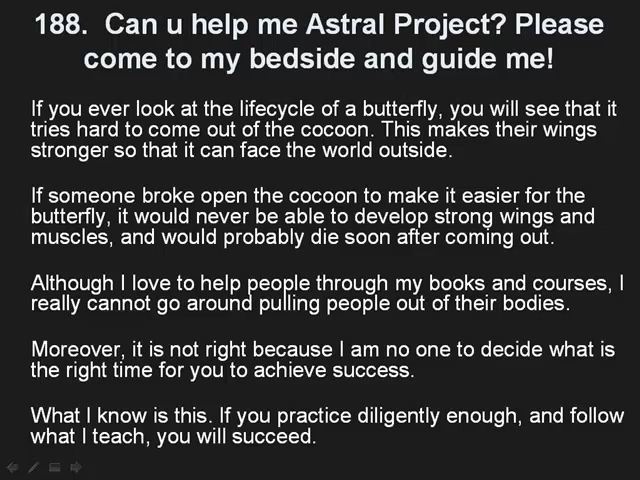 188.  Can u help me Astral Project? Please
come to my bedside and guide me!
If you ever look at the lifecycle of a butterfly, you will see that it
tries hard to come out of the cocoon. This makes their wings
stronger so that it can face the world outside.
If someone broke open the cocoon to make it easier for the
butterfly, it would never be able to develop strong wings and
muscles, and would probably die soon after coming out.
Although I love to help people through my books and courses, I
really cannot go around pulling people out of their bodies.
Moreover, it is not right because I am no one to decide what is
the right time for you to achieve success.
What I know is this. If you practice diligently enough, and follow
what I teach, you will succeed.